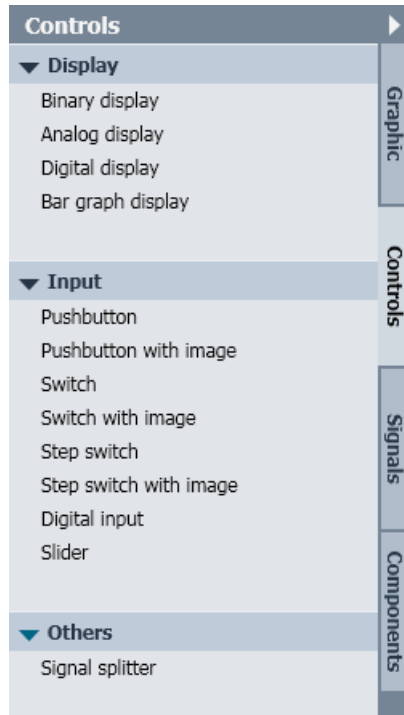 Controls
Display
Binary display
Analog display
Digital display
Bar graph display
Input
Pushbutton
Pushbutton with image
Switch
Switch with image
Step switch
Step switch with image
Digital input
Slider
Others
Signal splitter
Graphic
Controls
Signals
Components